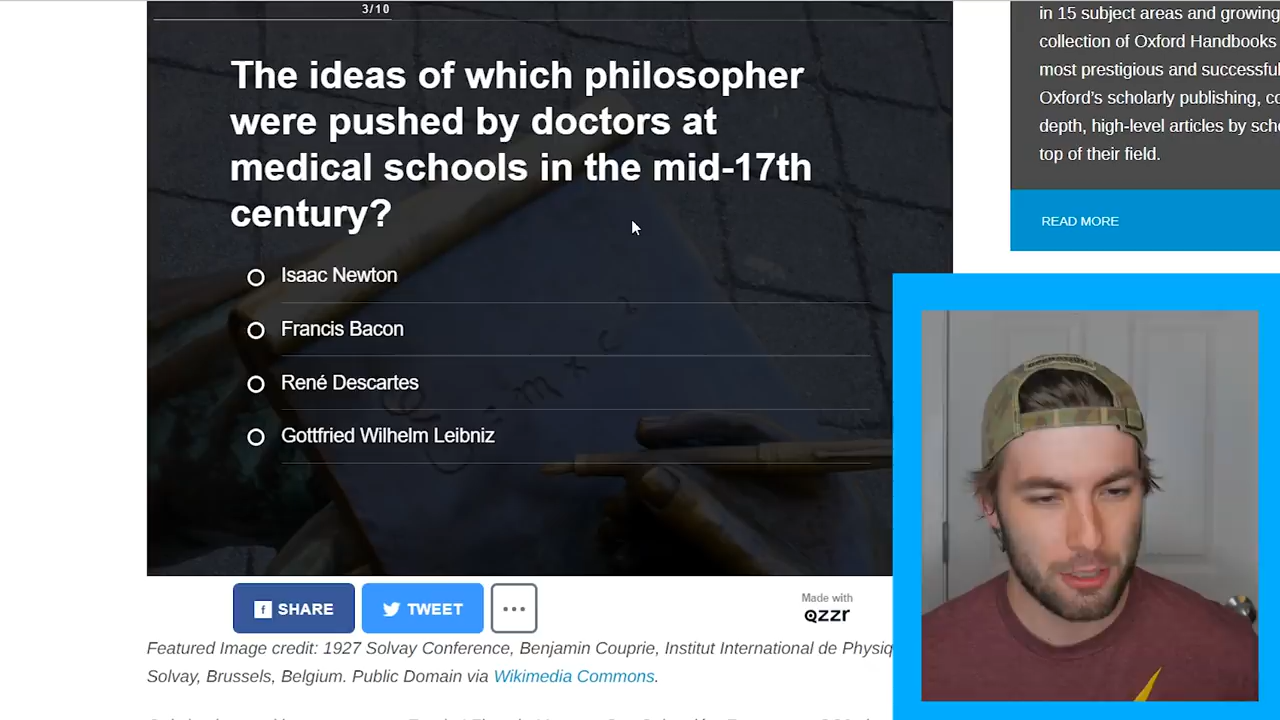 3/10
The ideas of which philosopher
were pushed by doctors at
medical schools in the mid-17th
century?
Isaac Newton
Francis Bacon
René Descartes
Gottfried Wilhelm Leibniz
SHARE
TWEET
Made with
qzzr
Featured Image credit: 1927 Solvay Conference, Benjamin Couprie, Institut International de Physiq
Solvay, Brussels, Belgium. Public Domain via Wikimedia Commons.
in 15 subject areas and growing
collection of Oxford Handbooks
most prestigious and successful
Oxford's scholarly publishing, co
depth, high-level articles by scho
top of their field.
READ MORE